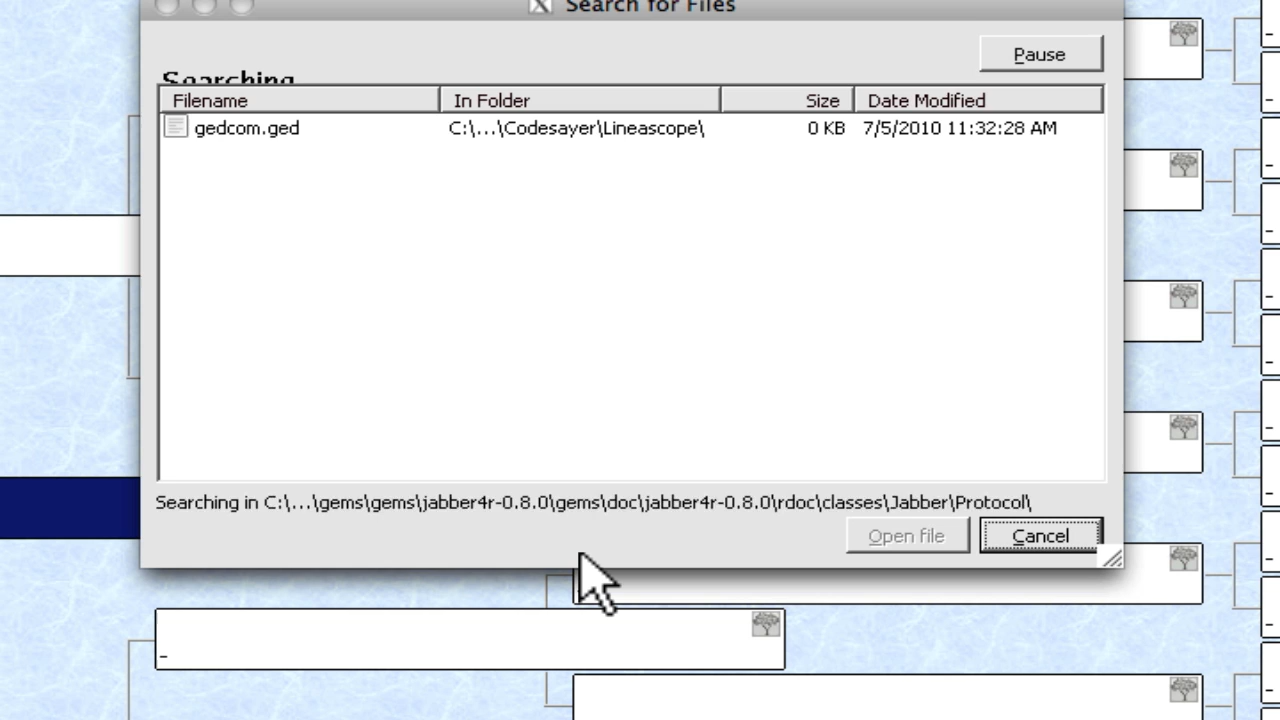 Search for Files
Pause
Searching
Filename In Folder Size Date Modified
gedcom.ged C:\...\Codesayer\Lineascope\ 0 KB 7/5/2010 11:32:28 AM
Searching in C:\...\gems\gems\jabber4r-0.8.0\gems\doc\jabber4r-0.8.0\rdoc\classes\Jabber\Protocol\
Open file Cancel
-